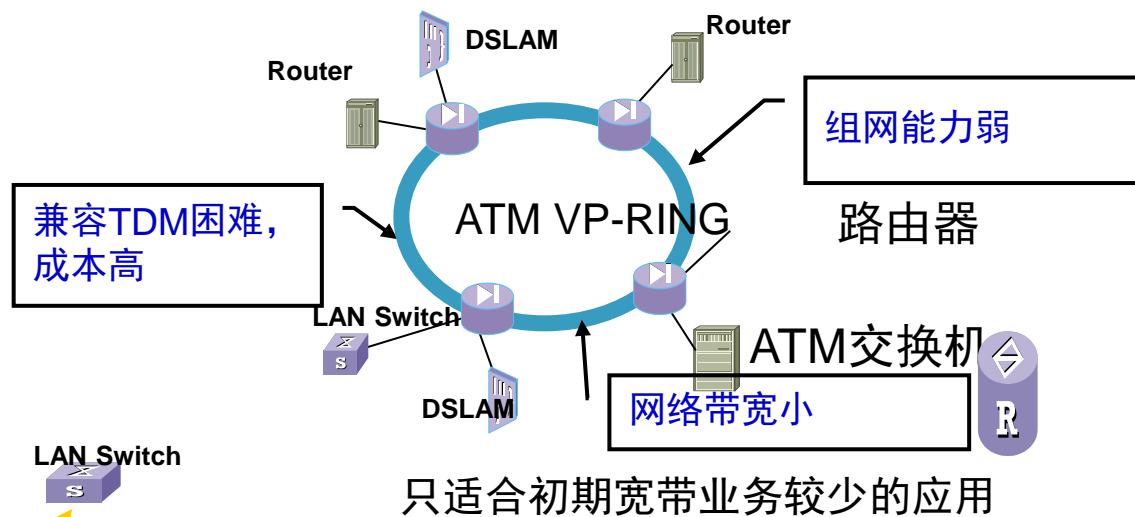 DSLAM
Router
Router
组网能力弱
兼容TDM困难，
成本高
ATM VP-RING
路由器
LAN Switch
S
ATM交换机
DSLAM
网络带宽小
R
LAN Switch
S
只适合初期宽带业务较少的应用